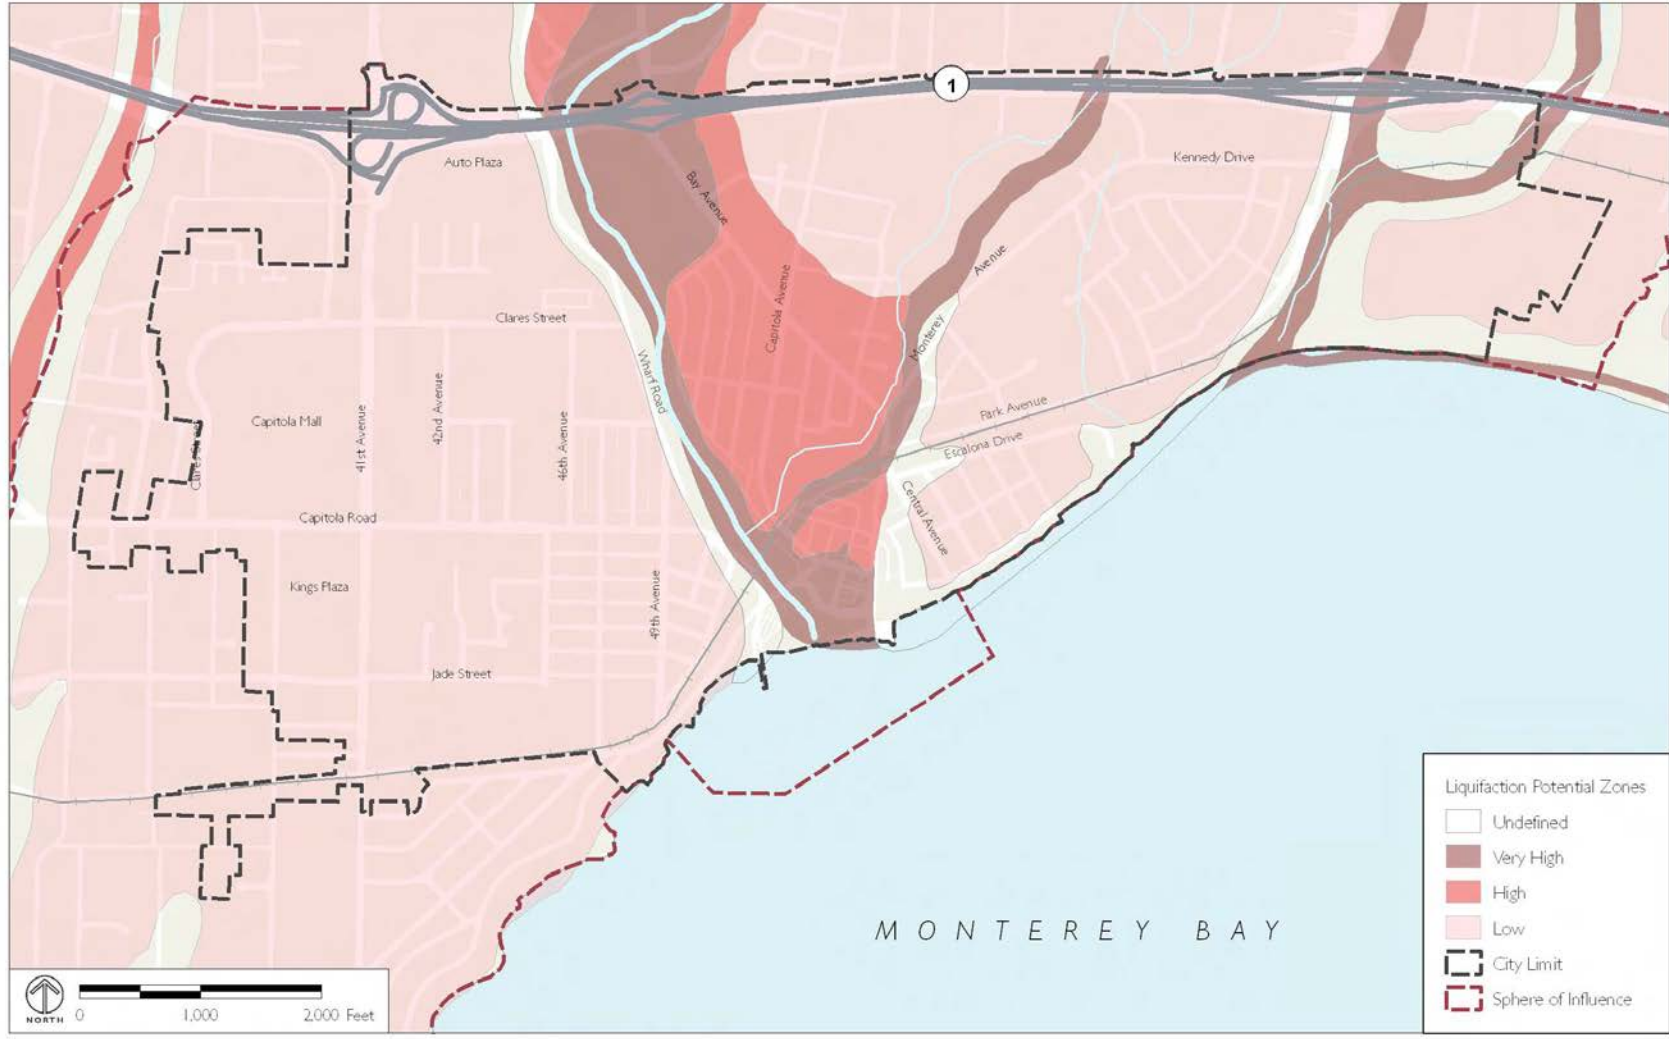 1
Auto Plaza
Kennedy Drive
Bay Avenue
Avenue
Monterey
Capitola Avenue
Clares Street
Wharf Road
Park Avenue
Escalona Drive
Capitola Mall
41st Avenue
42nd Avenue
46th Avenue
Clares Street
Central Avenue
Capitola Road
Kings Plaza
49th Avenue
Jade Street
MONTEREY BAY
Liquifaction Potential Zones
Undefined
Very High
High
Low
City Limit
Sphere of Influence
NORTH
0 1,000 2,000 Feet